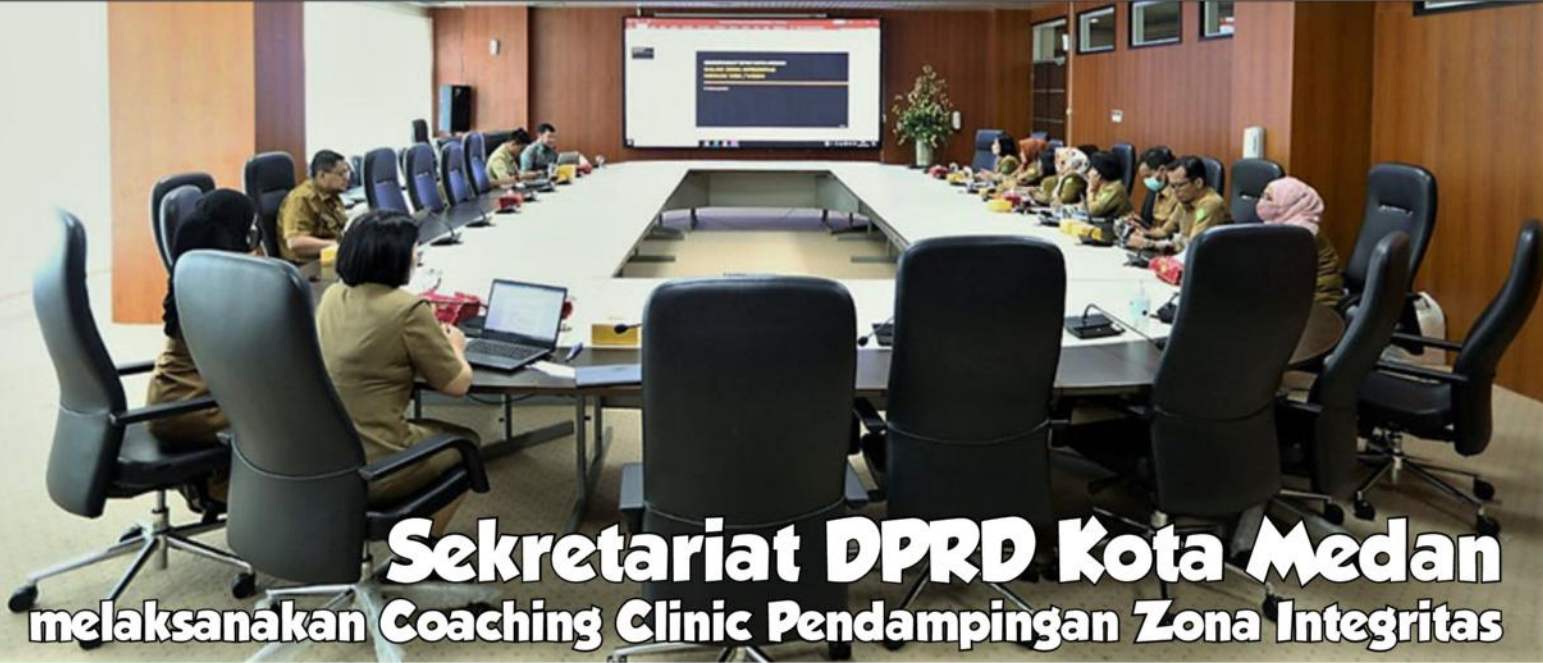 Sekretariat DPRD Kota Medan
melaksanakan Coaching Clinic Pendampingan Zona Integritas